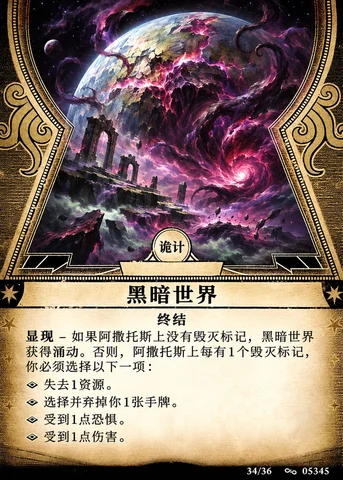 诡计
黑暗世界
终结
显现 – 如果阿撒托斯上没有毁灭标记，黑暗世界
获得涌动。否则，阿撒托斯上每有1个毁灭标记，
你必须选择以下一项：
失去1资源。
选择并弃掉你1张手牌。
受到1点恐惧。
受到1点伤害。
34/36 05345